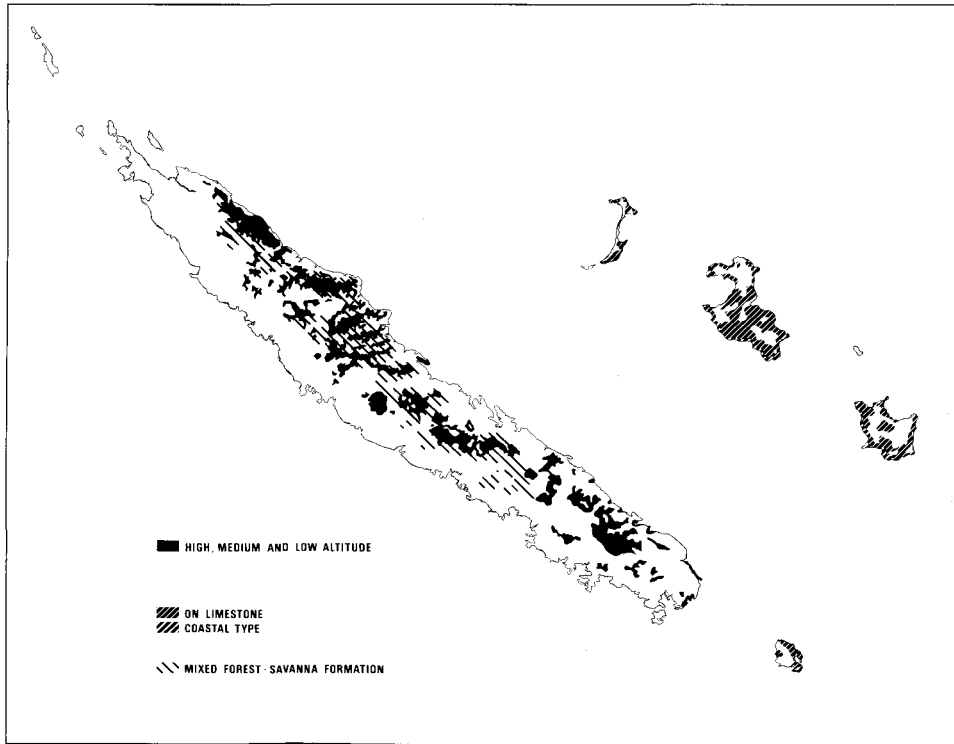 HIGH, MEDIUM AND LOW ALTITUDE
ON LIMESTONE
COASTAL TYPE
MIXED FOREST-SAVANNA FORMATION